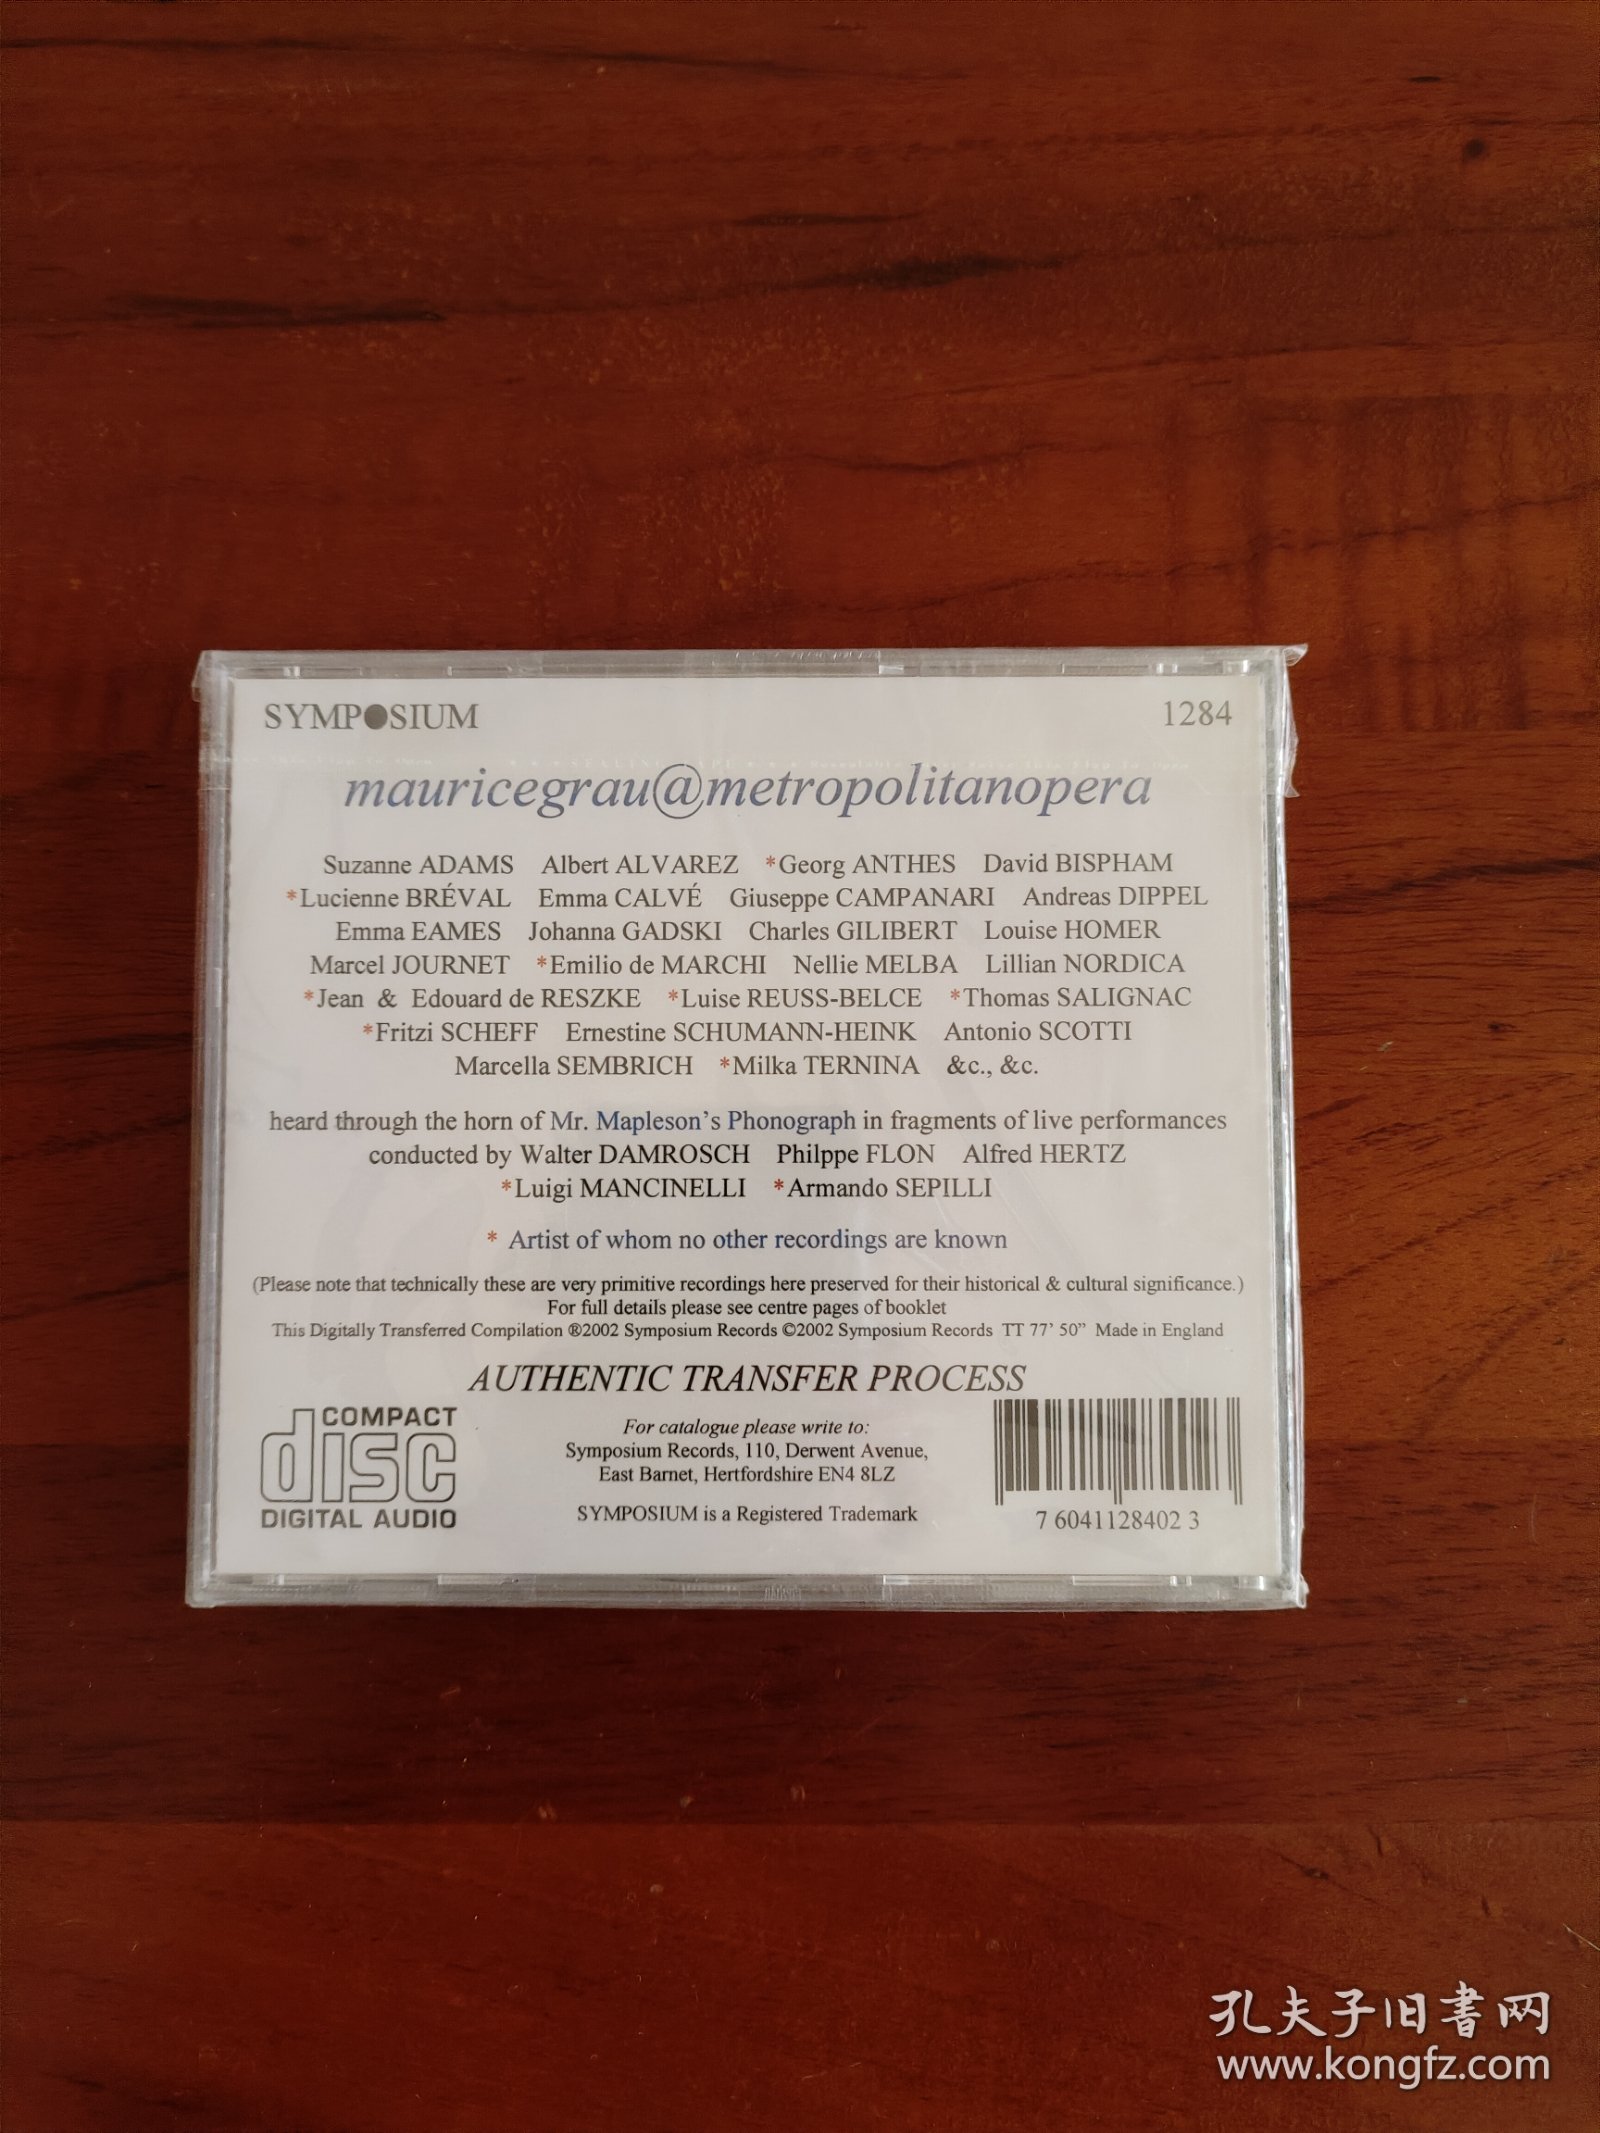 SYMPOSIUM 1284
mauricegrau@metropolitanopera
Suzanne ADAMS Albert ALVAREZ *Georg ANTHES David BISPHAM
*Lucienne BRÉVAL Emma CALVÉ Giuseppe CAMPANARI Andreas DIPPEL
Emma EAMES Johanna GADSKI Charles GILIBERT Louise HOMER
Marcel JOURNET *Emilio de MARCHI Nellie MELBA Lillian NORDICA
*Jean & Edouard de RESZKE *Luise REUSS-BELCE *Thomas SALIGNAC
*Fritzi SCHEFF Ernestine SCHUMANN-HEINK Antonio SCOTTI
Marcella SEMBRICH *Milka TERNINA &c., &c.
heard through the horn of Mr. Mapleson's Phonograph in fragments of live performances
conducted by Walter DAMROSCH Philppe FLON Alfred HERTZ
*Luigi MANCINELLI *Armando SEPILLI
* Artist of whom no other recordings are known
(Please note that technically these are very primitive recordings here preserved for their historical & cultural significance.)
For full details please see centre pages of booklet
This Digitally Transferred Compilation ®2002 Symposium Records ©2002 Symposium Records TT 77' 50" Made in England
AUTHENTIC TRANSFER PROCESS
COMPACT
disc
DIGITAL AUDIO
For catalogue please write to:
Symposium Records, 110, Derwent Avenue,
East Barnet, Hertfordshire EN4 8LZ
SYMPOSIUM is a Registered Trademark
7 6041128402 3
孔夫子旧书网
www.kongfz.com